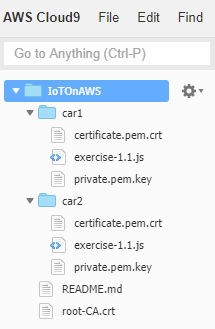 AWS Cloud9 File Edit Find
Go to Anything (Ctrl-P)
IoTOnAWS
car1
certificate.pem.crt
exercise-1.1.js
private.pem.key
car2
certificate.pem.crt
exercise-1.1.js
private.pem.key
README.md
root-CA.crt